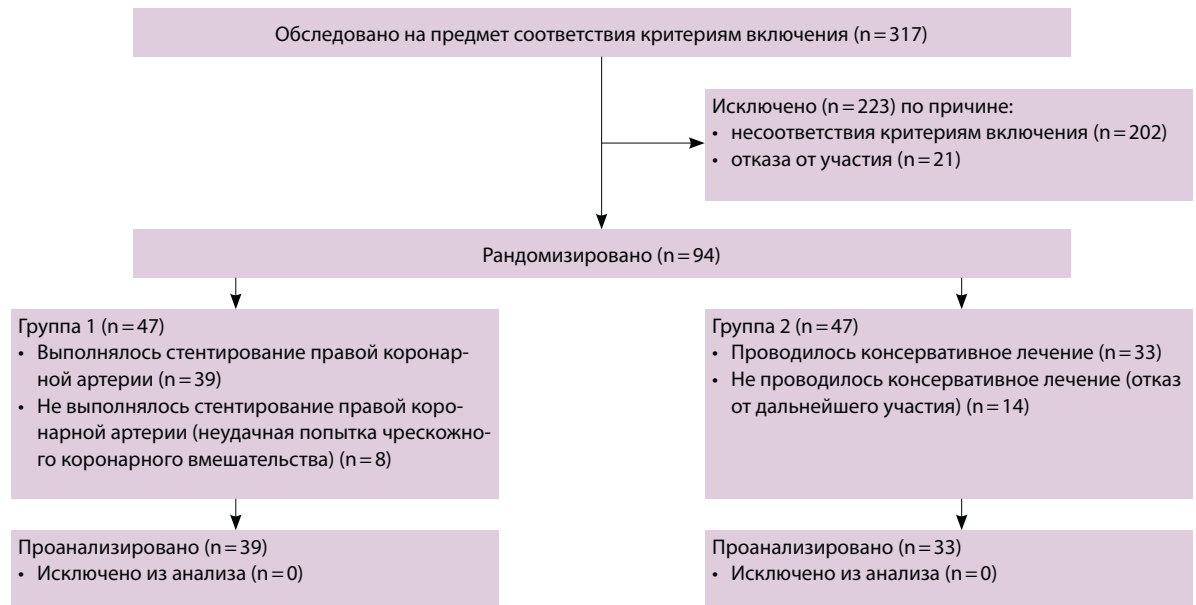 Обследовано на предмет соответствия критериям включения (n = 317)
Исключено (n = 223) по причине:
• несоответствия критериям включения (n = 202)
• отказа от участия (n = 21)
Рандомизировано (n = 94)
Группа 1 (n = 47)
• Выполнялось стентирование правой коронар-
ной артерии (n = 39)
• Не выполнялось стентирование правой коро-
нарной артерии (неудачная попытка чрескожно-
го коронарного вмешательства) (n = 8)
Группа 2 (n = 47)
• Проводилось консервативное лечение (n = 33)
• Не проводилось консервативное лечение (отказ
от дальнейшего участия) (n = 14)
Проанализировано (n = 39)
• Исключено из анализа (n = 0)
Проанализировано (n = 33)
• Исключено из анализа (n = 0)